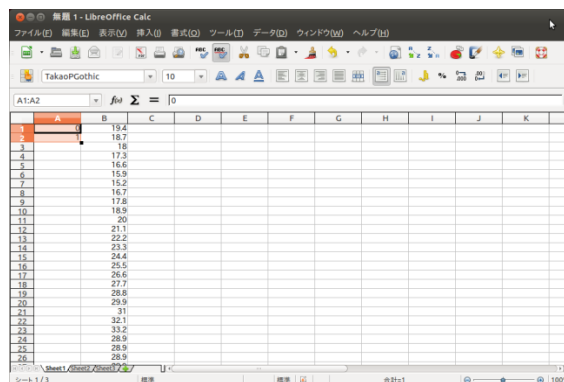 無題 1 - LibreOffice Calc
ファイル(F) 編集(E) 表示(V) 挿入(I) 書式(O) ツール(T) データ(D) ウィンドウ(W) ヘルプ(H)
TakaoPGothic 10
A1:A2 f(x) Σ = 0
A B C D E F G H I J K
1 0 19.4
2 1 18.7
3 18
4 17.3
5 16.6
6 15.9
7 15.2
8 16.7
9 17.8
10 18.9
11 20
12 21.1
13 22.2
14 23.3
15 24.4
16 25.5
17 26.6
18 27.7
19 28.8
20 29.9
21 31
22 32.1
23 33.2
24 28.9
25 28.9
26 28.9
Sheet1 Sheet2 Sheet3
シート 1 / 3 標準 標準 合計=1 100